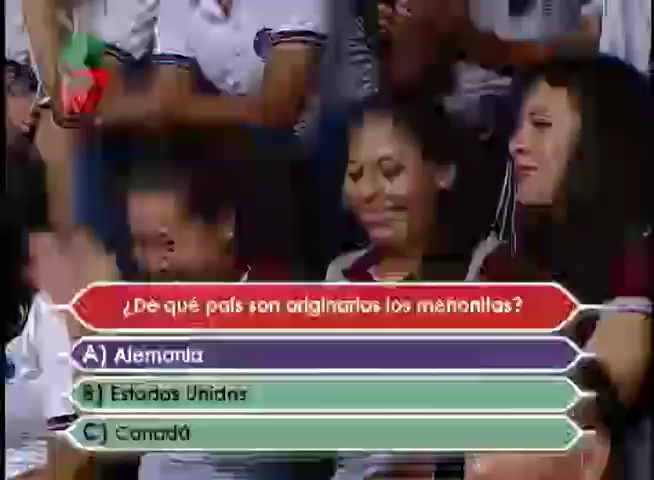 ¿De qué país son originarios los menonitas?
A) Alemania
B) Estados Unidos
C) Canadá